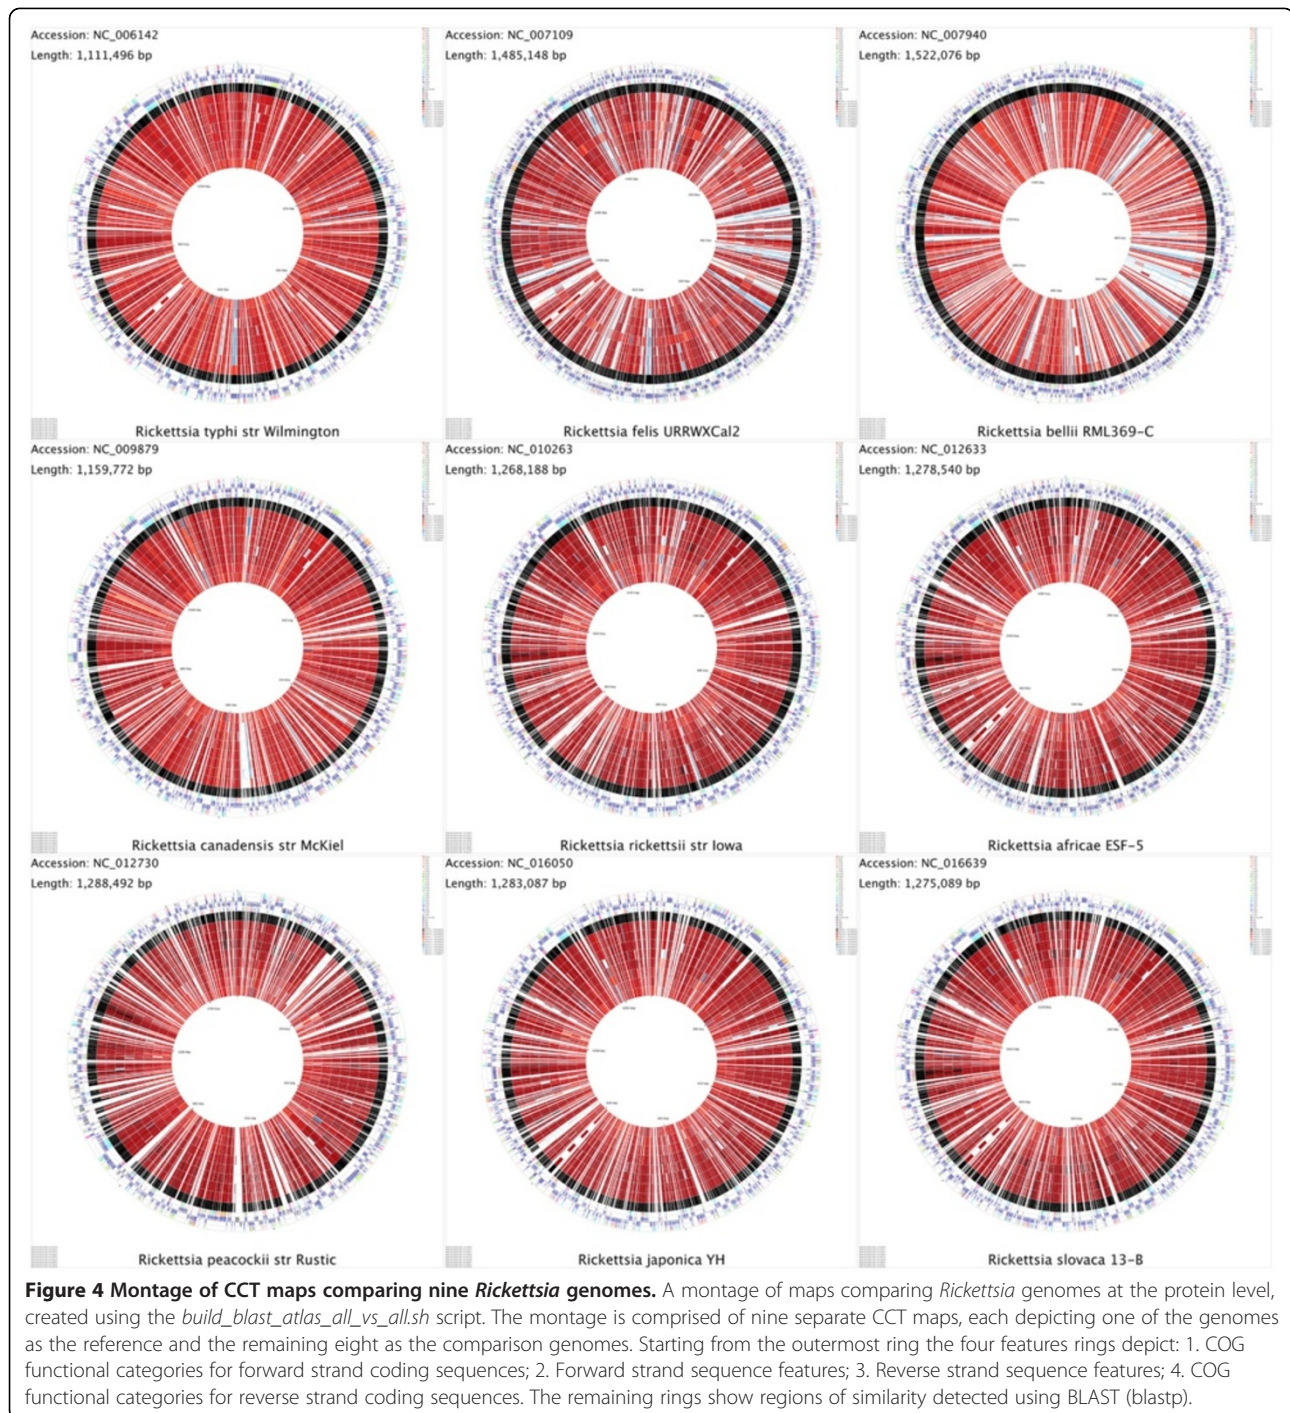 Accession: NC_006142
Length: 1,111,496 bp
Rickettsia typhi str Wilmington
Accession: NC_007109
Length: 1,485,148 bp
Rickettsia felis URRWXCal2
Accession: NC_007940
Length: 1,522,076 bp
Rickettsia bellii RML369-C
Accession: NC_009879
Length: 1,159,772 bp
Rickettsia canadensis str McKiel
Accession: NC_010263
Length: 1,268,188 bp
Rickettsia rickettsii str Iowa
Accession: NC_012633
Length: 1,278,540 bp
Rickettsia africae ESF-5
Accession: NC_012730
Length: 1,288,492 bp
Rickettsia peacockii str Rustic
Accession: NC_016050
Length: 1,283,087 bp
Rickettsia japonica YH
Accession: NC_016639
Length: 1,275,089 bp
Rickettsia slovaca 13-B
Figure 4 Montage of CCT maps comparing nine Rickettsia genomes. A montage of maps comparing Rickettsia genomes at the protein level,
created using the build_blast_atlas_all_vs_all.sh script. The montage is comprised of nine separate CCT maps, each depicting one of the genomes
as the reference and the remaining eight as the comparison genomes. Starting from the outermost ring the four features rings depict: 1. COG
functional categories for forward strand coding sequences; 2. Forward strand sequence features; 3. Reverse strand sequence features; 4. COG
functional categories for reverse strand coding sequences. The remaining rings show regions of similarity detected using BLAST (blastp).